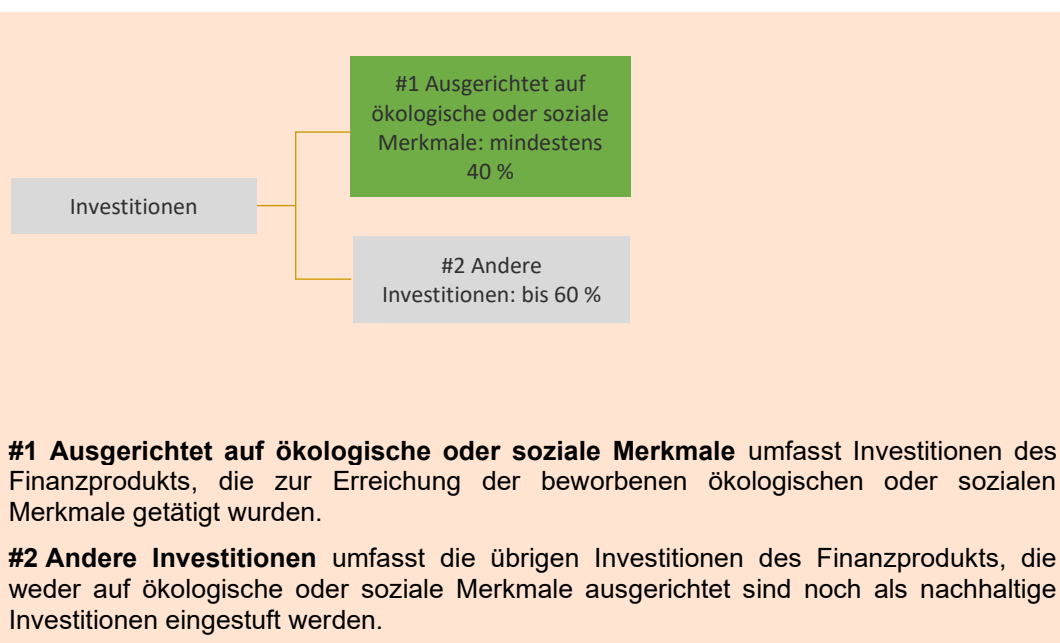 #1 Ausgerichtet auf
ökologische oder soziale
Merkmale: mindestens
40 %
Investitionen
#2 Andere
Investitionen: bis 60 %
#1 Ausgerichtet auf ökologische oder soziale Merkmale umfasst Investitionen des
Finanzprodukts, die zur Erreichung der beworbenen ökologischen oder sozialen
Merkmale getätigt wurden.
#2 Andere Investitionen umfasst die übrigen Investitionen des Finanzprodukts, die
weder auf ökologische oder soziale Merkmale ausgerichtet sind noch als nachhaltige
Investitionen eingestuft werden.